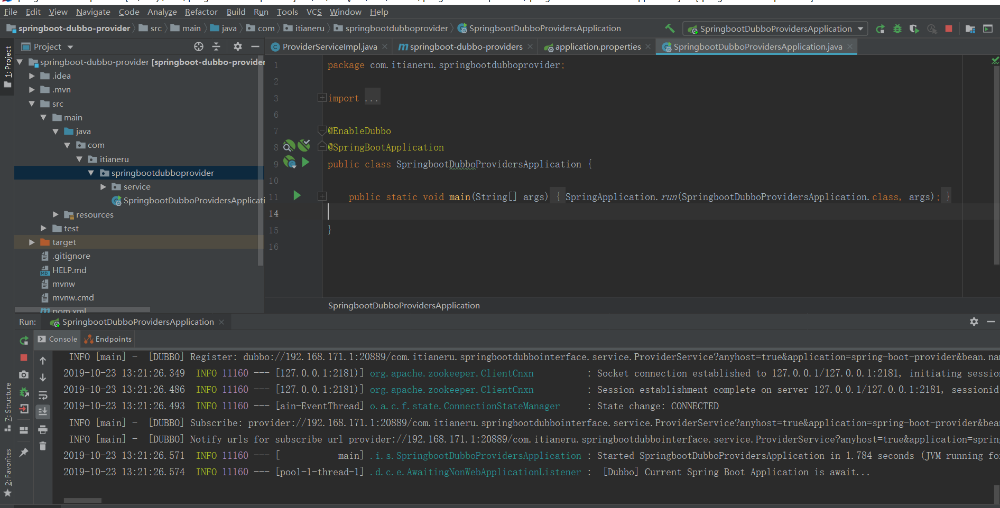 File Edit View Navigate Code Analyze Refactor Build Run Tools VCS Window Help
springboot-dubbo-provider src main java com itianeru springbootdubboprovider SpringbootDubboProvidersApplication SpringbootDubboProvidersApplication
Project
ProviderServiceImpl.java springboot-dubbo-providers application.properties SpringbootDubboProvidersApplication.java
1: Project
springboot-dubbo-provider [springboot-dubbo-provider
.idea
.mvn
src
main
java
com
itianeru
springbootdubboprovider
service
SpringbootDubboProvidersApplicati
resources
test
target
.gitignore
HELP.md
mvnw
mvnw.cmd
pom.xml
1 package com.itianeru.springbootdubboprovider;
2
3 import ...
6
7 @EnableDubbo
8 @SpringBootApplication
9 public class SpringbootDubboProvidersApplication {
10
11 public static void main(String[] args) { SpringApplication.run(SpringbootDubboProvidersApplication.class, args); }
14
15 }
16
SpringbootDubboProvidersApplication
Run: SpringbootDubboProvidersApplication
Console Endpoints
INFO [main] - [DUBBO] Register: dubbo://192.168.171.1:20889/com.itianeru.springbootdubbointerface.service.ProviderService?anyhost=true&application=spring-boot-provider&bean.na
2019-10-23 13:21:26.349 INFO 11160 --- [127.0.0.1:2181)] org.apache.zookeeper.ClientCnxn : Socket connection established to 127.0.0.1/127.0.0.1:2181, initiating sessio
2019-10-23 13:21:26.486 INFO 11160 --- [127.0.0.1:2181)] org.apache.zookeeper.ClientCnxn : Session establishment complete on server 127.0.0.1/127.0.0.1:2181, sessionid
2019-10-23 13:21:26.493 INFO 11160 --- [ain-EventThread] o.a.c.f.state.ConnectionStateManager : State change: CONNECTED
INFO [main] - [DUBBO] Subscribe: provider://192.168.171.1:20889/com.itianeru.springbootdubbointerface.service.ProviderService?anyhost=true&application=spring-boot-provider&bea
INFO [main] - [DUBBO] Notify urls for subscribe url provider://192.168.171.1:20889/com.itianeru.springbootdubbointerface.service.ProviderService?anyhost=true&application=spring
2019-10-23 13:21:26.571 INFO 11160 --- [ main] .i.s.SpringbootDubboProvidersApplication : Started SpringbootDubboProvidersApplication in 1.784 seconds (JVM running fo
2019-10-23 13:21:26.574 INFO 11160 --- [pool-1-thread-1] .d.c.e.AwaitingNonWebApplicationListener : [Dubbo] Current Spring Boot Application is await...
7: Structure
2: Favorites